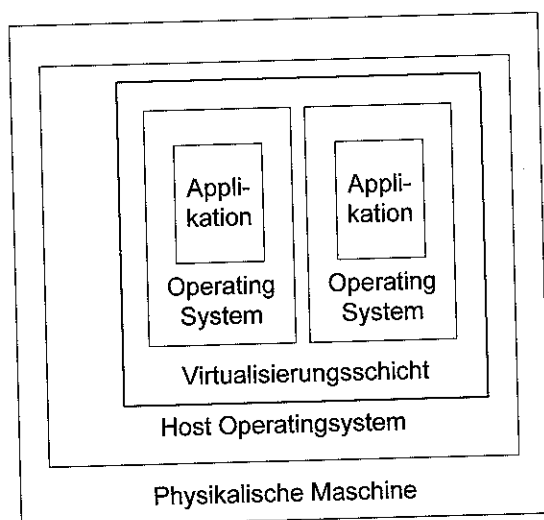 Appli-
kation
Appli-
kation
Operating
System
Operating
System
Virtualisierungsschicht
Host Operatingsystem
Physikalische Maschine